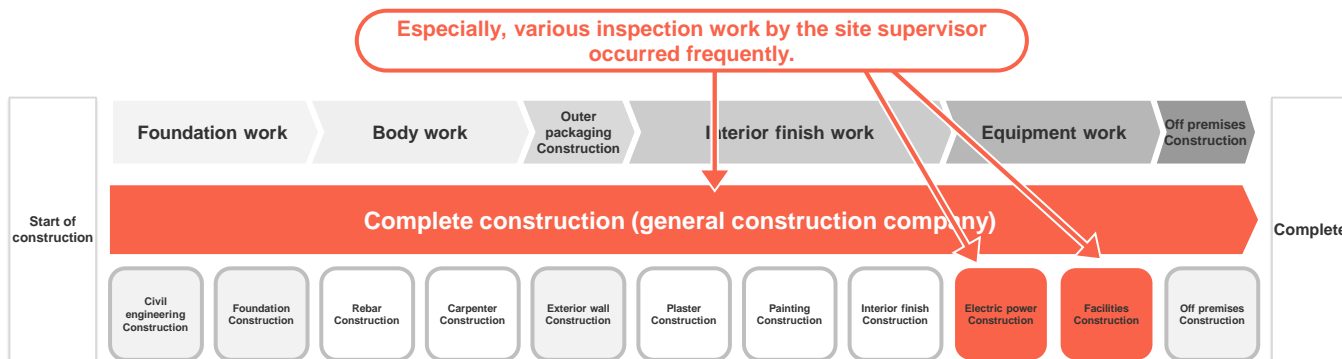 Especially, various inspection work by the site supervisor
occurred frequently.
Foundation work
Body work
Outer
packaging
Construction
Interior finish work
Equipment work
Off premises
Construction
Start of
construction
Complete construction (general construction company)
Complete
Civil
engineering
Construction
Foundation
Construction
Rebar
Construction
Carpenter
Construction
Exterior wall
Construction
Plaster
Construction
Painting
Construction
Interior finish
Construction
Electric power
Construction
Facilities
Construction
Off premises
Construction